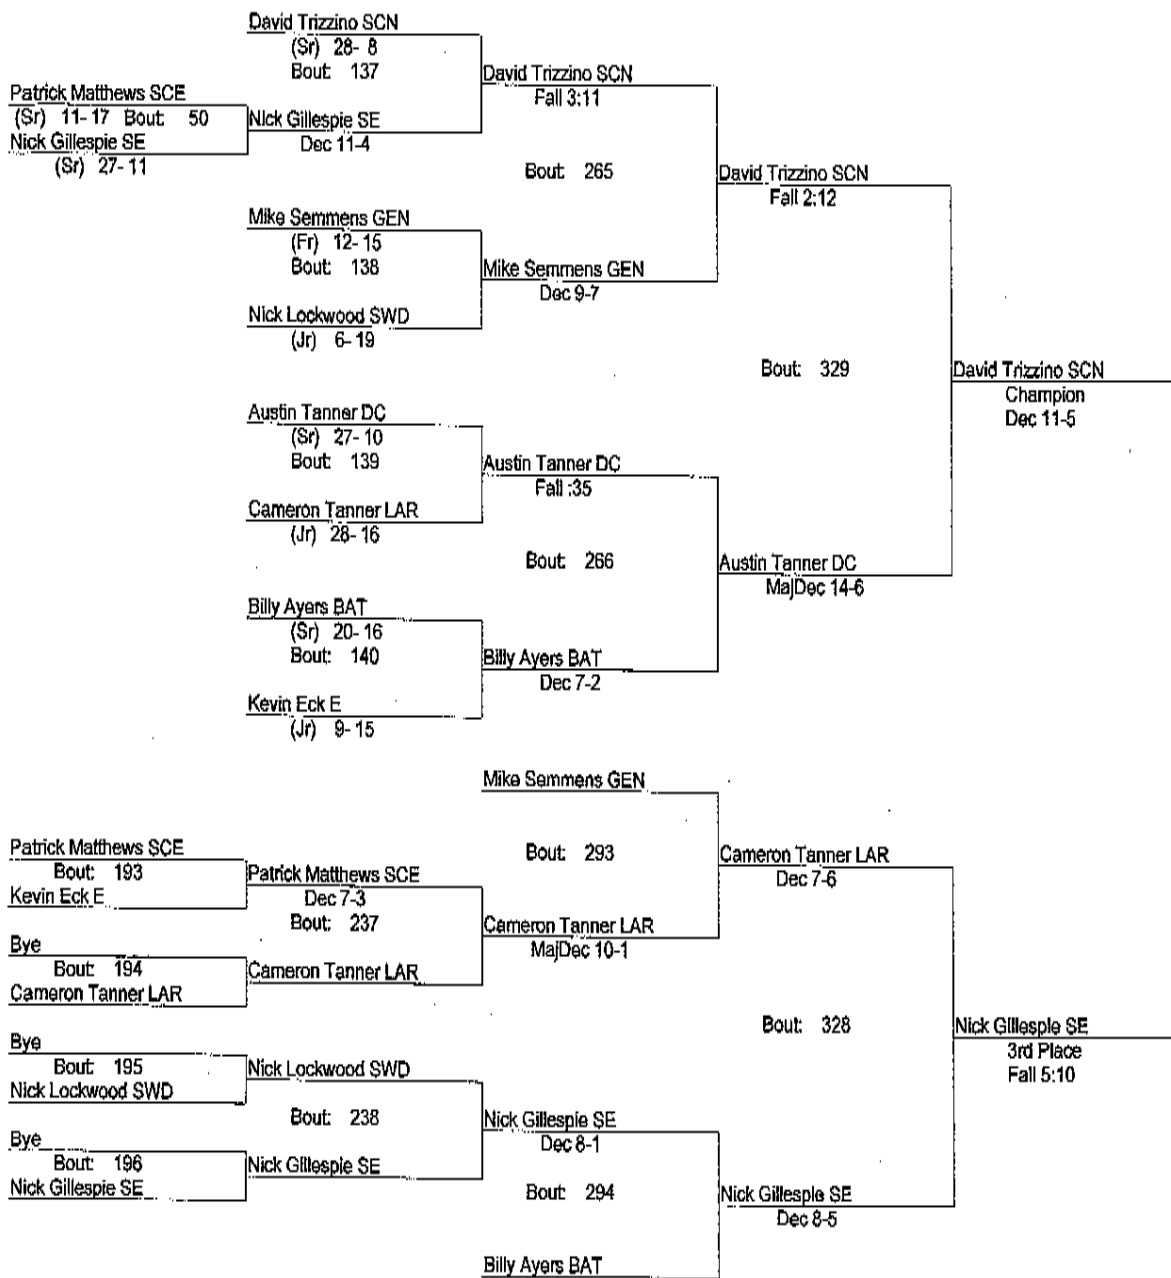 David Trizzino SCN
(Sr) 28- 8
Bout: 137
David Trizzino SCN
Fall 3:11
Patrick Matthews SCE
(Sr) 11- 17 Bout: 50
Nick Gillespie SE
(Sr) 27- 11
Nick Gillespie SE
Dec 11-4
Bout: 265
David Trizzino SCN
Fall 2:12
Mike Semmens GEN
(Fr) 12- 15
Bout: 138
Mike Semmens GEN
Dec 9-7
Nick Lockwood SWD
(Jr) 6- 19
Bout: 329
David Trizzino SCN
Champion
Dec 11-5
Austin Tanner DC
(Sr) 27- 10
Bout: 139
Austin Tanner DC
Fall :35
Cameron Tanner LAR
(Jr) 28- 16
Bout: 266
Austin Tanner DC
MajDec 14-6
Billy Ayers BAT
(Sr) 20- 16
Bout: 140
Billy Ayers BAT
Dec 7-2
Kevin Eck E
(Jr) 9- 15
Mike Semmens GEN
Bout: 293
Cameron Tanner LAR
Dec 7-6
Patrick Matthews SCE
Bout: 193
Kevin Eck E
Patrick Matthews SCE
Dec 7-3
Bout: 237
Cameron Tanner LAR
MajDec 10-1
Bye
Bout: 194
Cameron Tanner LAR
Cameron Tanner LAR
Bout: 328
Nick Gillespie SE
3rd Place
Fall 5:10
Bye
Bout: 195
Nick Lockwood SWD
Nick Lockwood SWD
Bout: 238
Nick Gillespie SE
Dec 8-1
Bye
Bout: 196
Nick Gillespie SE
Nick Gillespie SE
Bout: 294
Nick Gillespie SE
Dec 8-5
Billy Ayers BAT